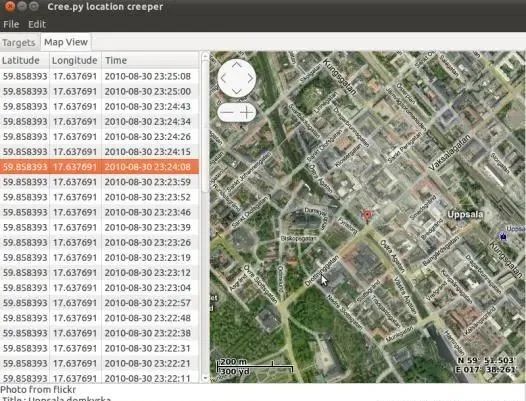 Cree.py location creeper
File Edit
Targets Map View
Latitude Longitude Time
59.858393 17.637691 2010-08-30 23:25:08
59.858393 17.637691 2010-08-30 23:25:00
59.858393 17.637691 2010-08-30 23:24:43
59.858393 17.637691 2010-08-30 23:24:34
59.858393 17.637691 2010-08-30 23:24:26
59.858393 17.637691 2010-08-30 23:24:15
59.858393 17.637691 2010-08-30 23:24:08
59.858393 17.637691 2010-08-30 23:23:59
59.858393 17.637691 2010-08-30 23:23:52
59.858393 17.637691 2010-08-30 23:23:46
59.858393 17.637691 2010-08-30 23:23:39
59.858393 17.637691 2010-08-30 23:23:26
59.858393 17.637691 2010-08-30 23:23:19
59.858393 17.637691 2010-08-30 23:23:12
59.858393 17.637691 2010-08-30 23:23:04
59.858393 17.637691 2010-08-30 23:22:57
59.858393 17.637691 2010-08-30 23:22:48
59.858393 17.637691 2010-08-30 23:22:38
59.858393 17.637691 2010-08-30 23:22:31
59.858393 17.637691 2010-08-30 23:22:21
59.858393 17.637691 2010-08-30 23:22:11
Kungsgatan
Vaksalagatan
Uppsala
Biskopsgatan
Drottninggatan
Kungsgatan
200 m
300 yd
N 59° 51.503'
E 017° 38.261'
Photo from flickr
Title : Uppsala domkyrka